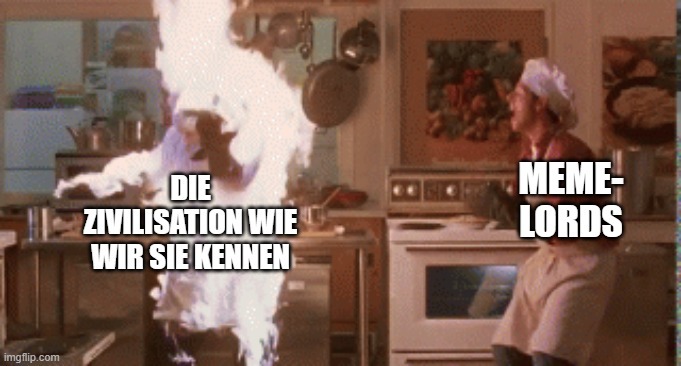 DIE
ZIVILISATION WIE
WIR SIE KENNEN
MEME-
LORDS
imgflip.com